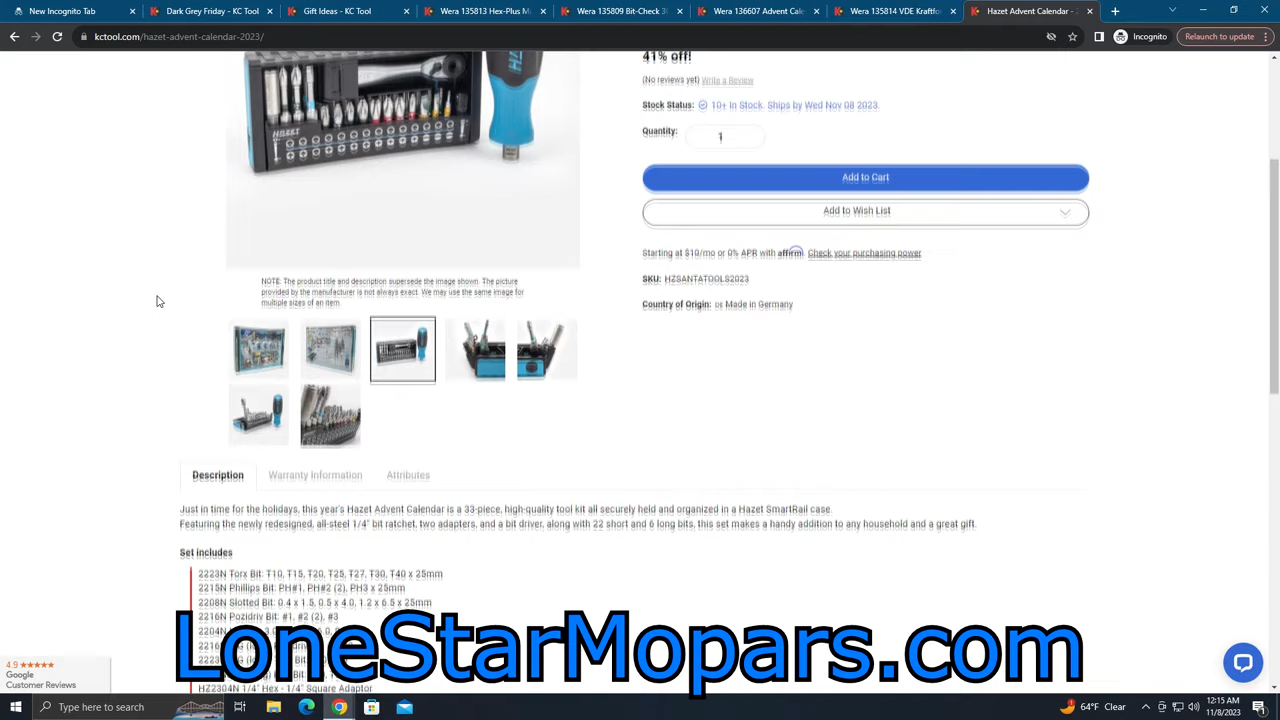 New Incognito Tab
Dark Grey Friday - KC Tool
Gift Ideas - KC Tool
Wera 135813 Hex-Plus M
Wera 135809 Bit-Check 3
Wera 136607 Advent Calen
Wera 135814 VDE Kraftfo
Hazet Advent Calendar -
kctool.com/hazet-advent-calendar-2023/
Incognito
Relaunch to update
41% off!
(No reviews yet) Write a Review
Stock Status: 10+ In Stock. Ships by Wed Nov 08 2023.
Quantity: 1
Add to Cart
Add to Wish List
Starting at $10/mo or 0% APR with affirm. Check your purchasing power
SKU: HZSANTATOOLS2023
Country of Origin: DE Made in Germany
HAZET
NOTE: The product title and description supersede the image shown. The picture
provided by the manufacturer is not always exact. We may use the same image for
multiple sizes of an item.
Description
Warranty Information
Attributes
Just in time for the holidays, this year's Hazet Advent Calendar is a 33-piece, high-quality tool kit all securely held and organized in a Hazet SmartRail case.
Featuring the newly redesigned, all-steel 1/4" bit ratchet, two adapters, and a bit driver, along with 22 short and 6 long bits, this set makes a handy addition to any household and a great gift.
Set includes
2223N Torx Bit: T10, T15, T20, T25, T27, T30, T40 x 25mm
2215N Phillips Bit: PH#1, PH#2 (2), PH3 x 25mm
2208N Slotted Bit: 0.4 x 1.5, 0.5 x 4.0, 1.2 x 6.5 x 25mm
2216N Pozidriv Bit: #1, #2 (2), #3
2204N
HZ2304N 1/4" Hex - 1/4" Square Adaptor
LoneStarMopars.com
4.9 ★★★★★
Google
Customer Reviews
Type here to search
64°F Clear
12:15 AM
11/8/2023